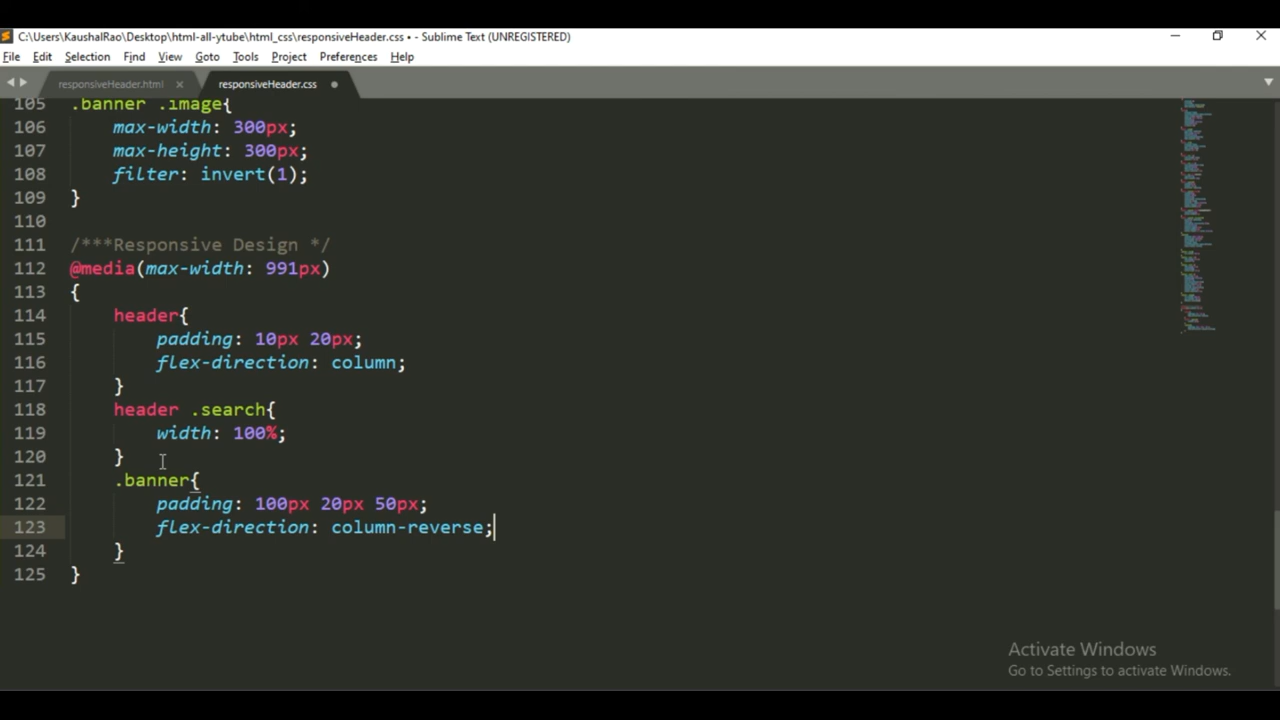 C:\Users\KaushalRao\Desktop\html-all-ytube\html_css\responsiveHeader.css • - Sublime Text (UNREGISTERED)
File Edit Selection Find View Goto Tools Project Preferences Help
responsiveHeader.html × responsiveHeader.css
105 .banner .image{
106 max-width: 300px;
107 max-height: 300px;
108 filter: invert(1);
109 }
110
111 /***Responsive Design */
112 @media(max-width: 991px)
113 {
114 header{
115 padding: 10px 20px;
116 flex-direction: column;
117 }
118 header .search{
119 width: 100%;
120 }
121 .banner{
122 padding: 100px 20px 50px;
123 flex-direction: column-reverse;
124 }
125 }
Activate Windows
Go to Settings to activate Windows.